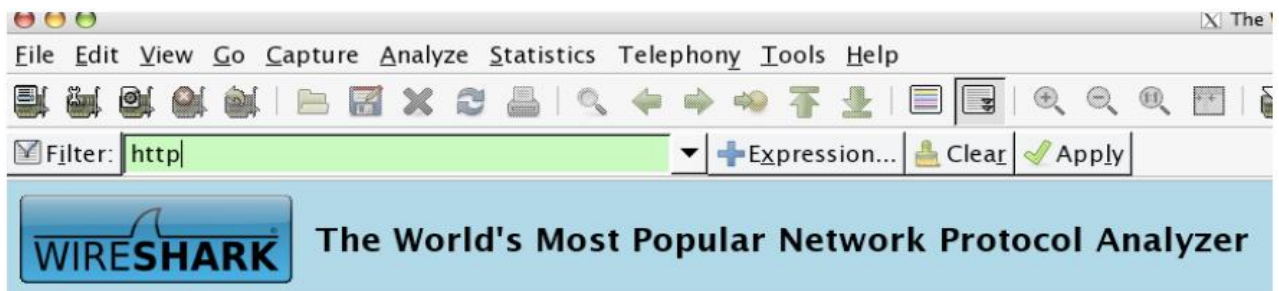 The
File Edit View Go Capture Analyze Statistics Telephony Tools Help
Filter: http Expression... Clear Apply
WIRESHARK The World's Most Popular Network Protocol Analyzer